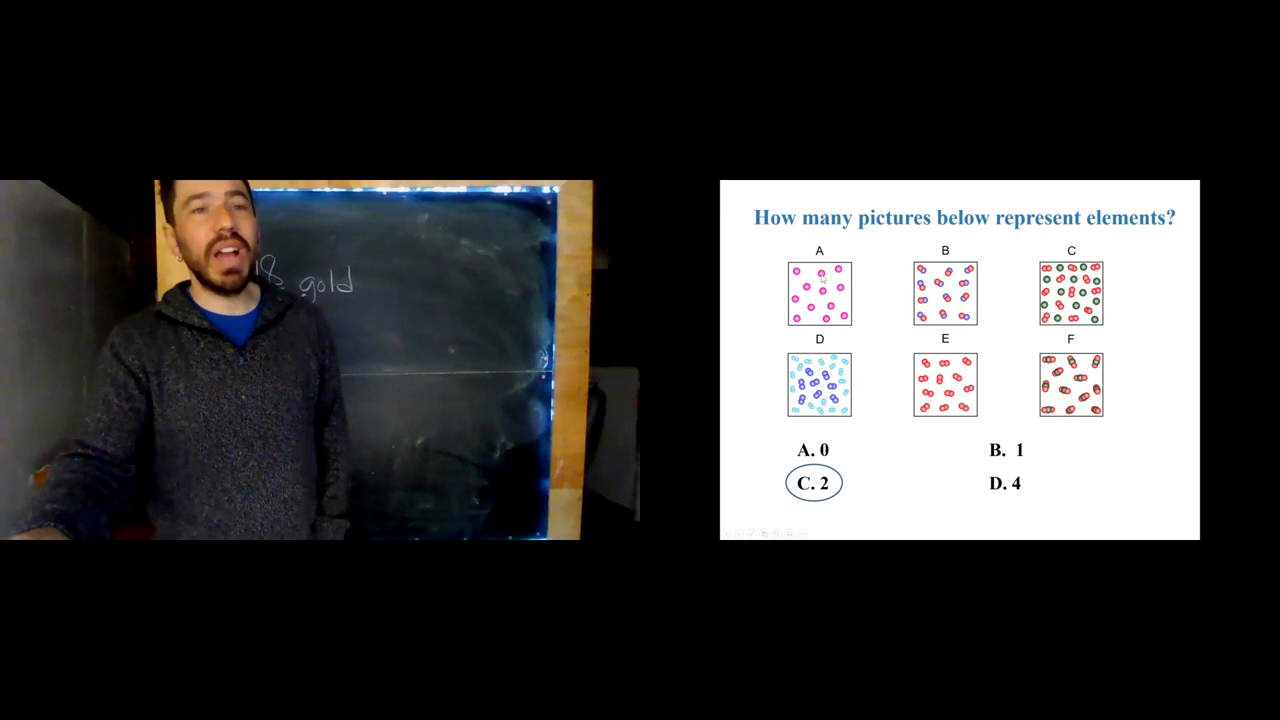 18 gold
How many pictures below represent elements?
A B C
D E F
A. 0 B. 1
C. 2 D. 4